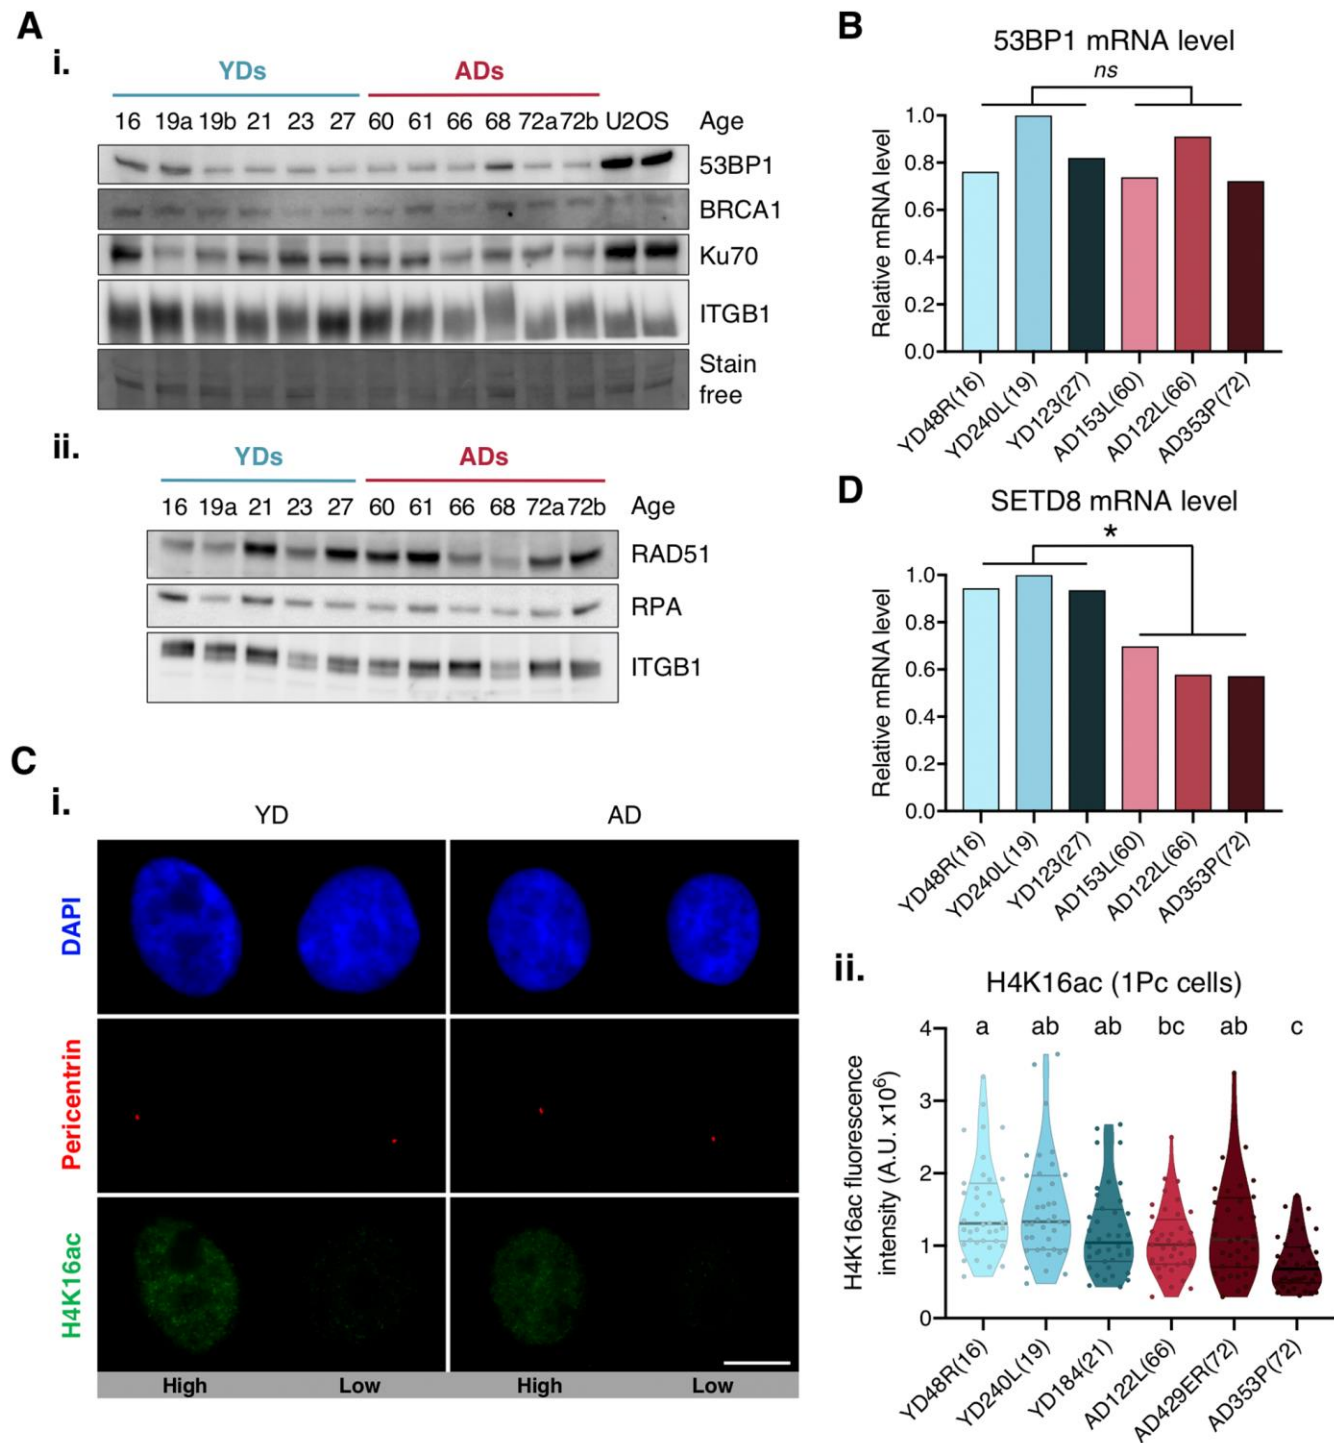 A
i.
YDs ADs
16 19a 19b 21 23 27 60 61 66 68 72a 72b U2OS Age
53BP1
BRCA1
Ku70
ITGB1
Stain
free
ii.
YDs ADs
16 19a 21 23 27 60 61 66 68 72a 72b Age
RAD51
RPA
ITGB1
B
53BP1 mRNA level
ns
Relative mRNA level
1.0
0.8
0.6
0.4
0.2
0.0
YD48R(16) YD240L(19) YD123(27) AD153L(60) AD122L(66) AD353P(72)
C
i.
YD AD
DAPI
Pericentrin
H4K16ac
High Low High Low
D
SETD8 mRNA level
*
Relative mRNA level
1.0
0.8
0.6
0.4
0.2
0.0
YD48R(16) YD240L(19) YD123(27) AD153L(60) AD122L(66) AD353P(72)
ii.
H4K16ac (1Pc cells)
a ab ab bc ab c
H4K16ac fluorescence
intensity (A.U. x10⁶)
4
3
2
1
0
YD48R(16) YD240L(19) YD184(21) AD122L(66) AD429ER(72) AD353P(72)